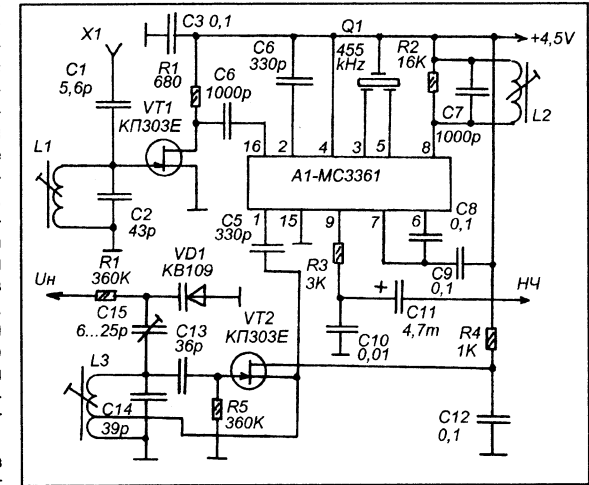 C3 0,1
X1
Q1
+4,5V
C1
5,6p
R1
680
C6
1000p
C6
330p
455
kHz
R2
16K
C7
1000p
L2
VT1
КП303Е
L1
C2
43p
16
2
4
3
5
8
A1-MC3361
1
15
9
7
6
C5
330p
C8
0,1
R1
360K
VD1
KB109
R3
3K
C9
0,1
Uн
НЧ
C15
6...25p
C13
36p
VT2
КП303Е
+
C11
4,7m
C10
0,01
R4
1K
L3
C14
39p
R5
360K
C12
0,1